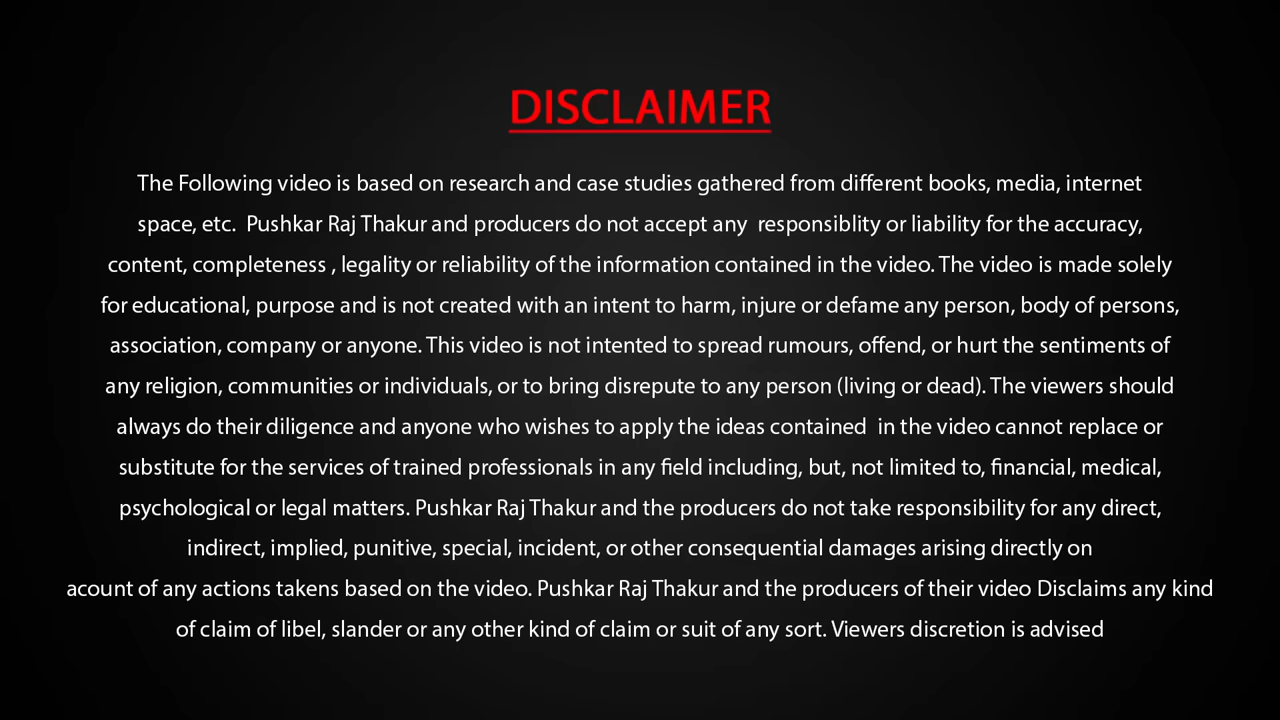 DISCLAIMER
The Following video is based on research and case studies gathered from different books, media, internet
space, etc.  Pushkar Raj Thakur and producers do not accept any  responsiblity or liability for the accuracy,
content, completeness , legality or reliability of the information contained in the video. The video is made solely
for educational, purpose and is not created with an intent to harm, injure or defame any person, body of persons,
association, company or anyone. This video is not intented to spread rumours, offend, or hurt the sentiments of
any religion, communities or individuals, or to bring disrepute to any person (living or dead). The viewers should
always do their diligence and anyone who wishes to apply the ideas contained  in the video cannot replace or
substitute for the services of trained professionals in any field including, but, not limited to, financial, medical,
psychological or legal matters. Pushkar Raj Thakur and the producers do not take responsibility for any direct,
indirect, implied, punitive, special, incident, or other consequential damages arising directly on
acount of any actions takens based on the video. Pushkar Raj Thakur and the producers of their video Disclaims any kind
of claim of libel, slander or any other kind of claim or suit of any sort. Viewers discretion is advised